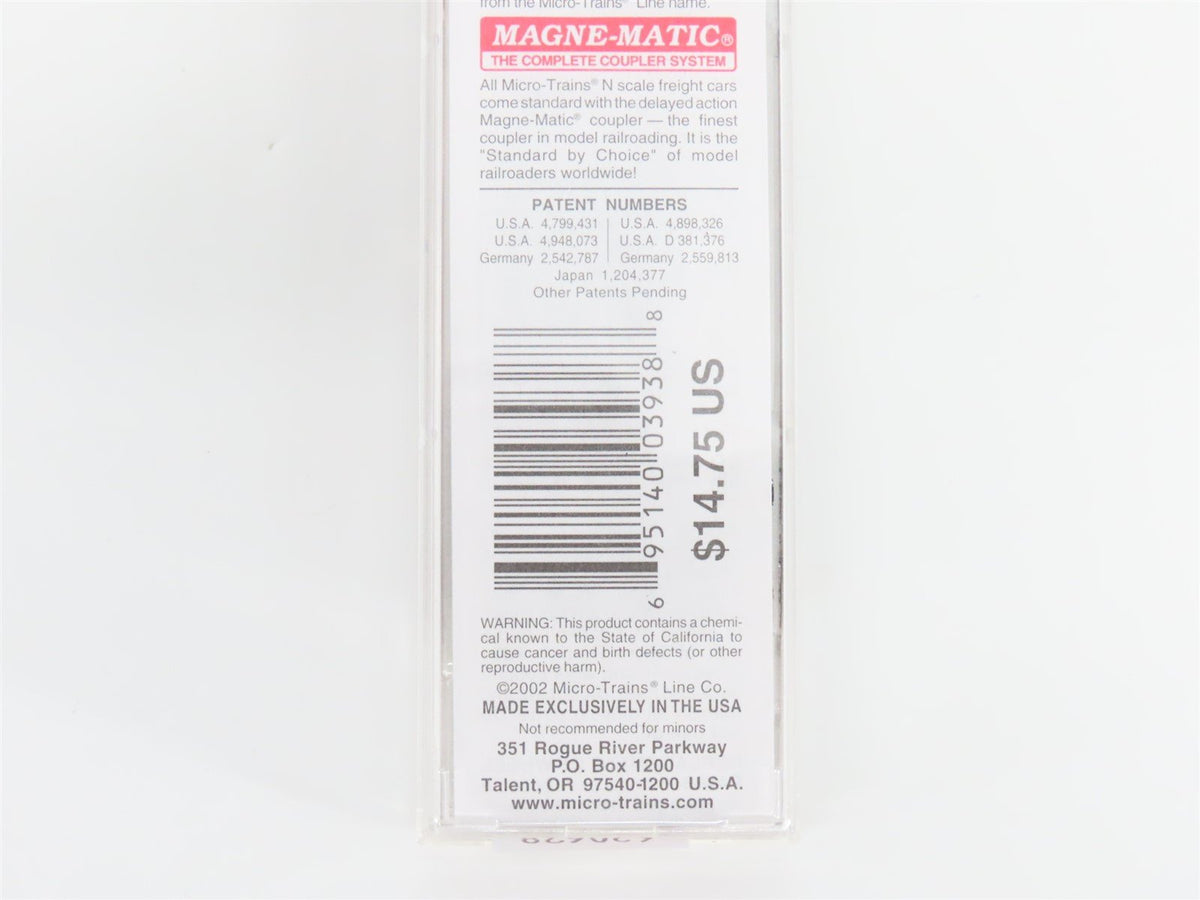 from the Micro-Trains® Line name.
MAGNE-MATIC®
THE COMPLETE COUPLER SYSTEM
All Micro-Trains® N scale freight cars
come standard with the delayed action
Magne-Matic® coupler — the finest
coupler in model railroading. It is the
"Standard by Choice" of model
railroaders worldwide!
PATENT NUMBERS
U.S.A. 4,799,431 U.S.A. 4,898,326
U.S.A. 4,948,073 U.S.A. D 381,376
Germany 2,542,787 Germany 2,559,813
Japan 1,204,377
Other Patents Pending
6 95140 03938 8
$14.75 US
WARNING: This product contains a chemi-
cal known to the State of California to
cause cancer and birth defects (or other
reproductive harm).
©2002 Micro-Trains® Line Co.
MADE EXCLUSIVELY IN THE USA
Not recommended for minors
351 Rogue River Parkway
P.O. Box 1200
Talent, OR 97540-1200 U.S.A.
www.micro-trains.com